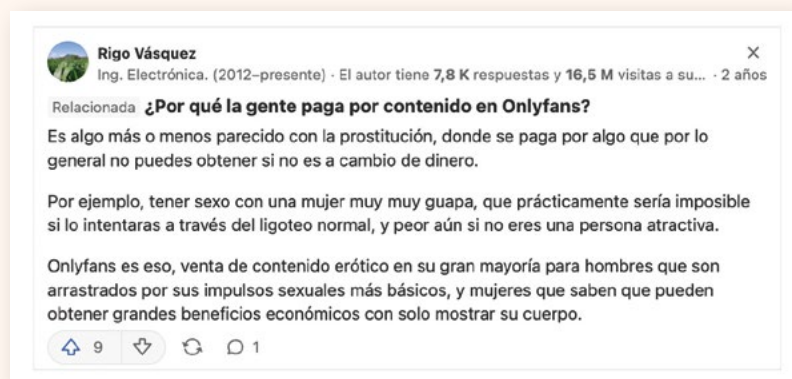 Rigo Vásquez
Ing. Electrónica. (2012–presente) · El autor tiene 7,8 K respuestas y 16,5 M visitas a su... · 2 años
Relacionada ¿Por qué la gente paga por contenido en Onlyfans?
Es algo más o menos parecido con la prostitución, donde se paga por algo que por lo
general no puedes obtener si no es a cambio de dinero.
Por ejemplo, tener sexo con una mujer muy muy guapa, que prácticamente sería imposible
si lo intentaras a través del ligoteo normal, y peor aún si no eres una persona atractiva.
Onlyfans es eso, venta de contenido erótico en su gran mayoría para hombres que son
arrastrados por sus impulsos sexuales más básicos, y mujeres que saben que pueden
obtener grandes beneficios económicos con solo mostrar su cuerpo.
9 1